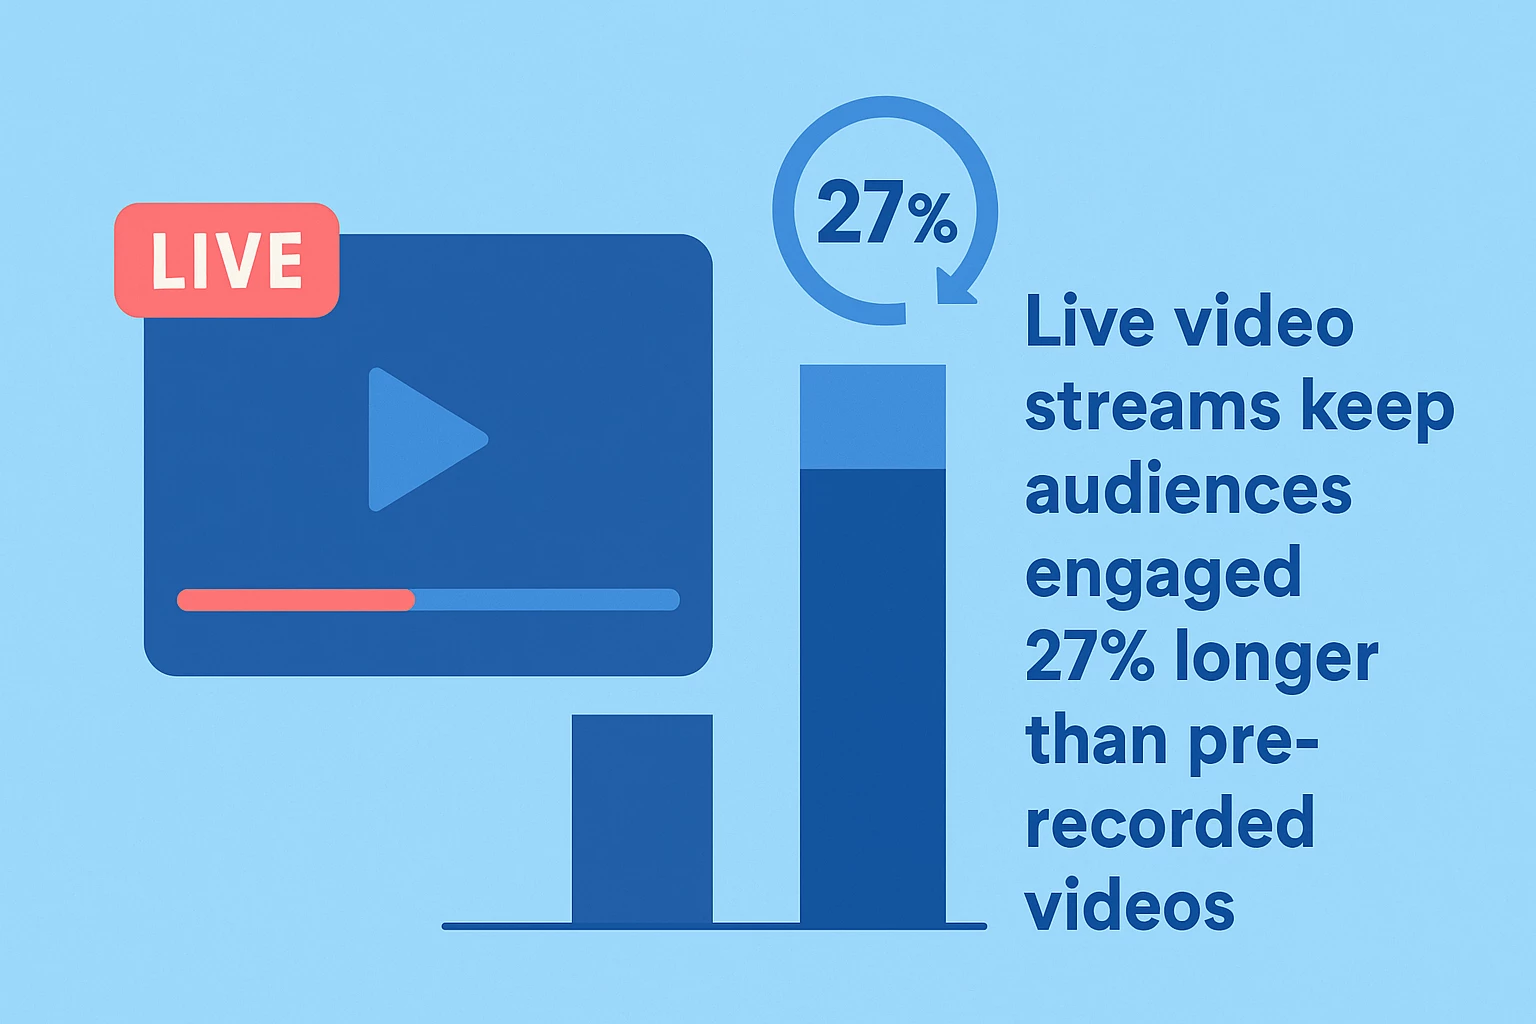 LIVE
27%
Live video
streams keep
audiences
engaged
27% longer
than pre-
recorded
videos